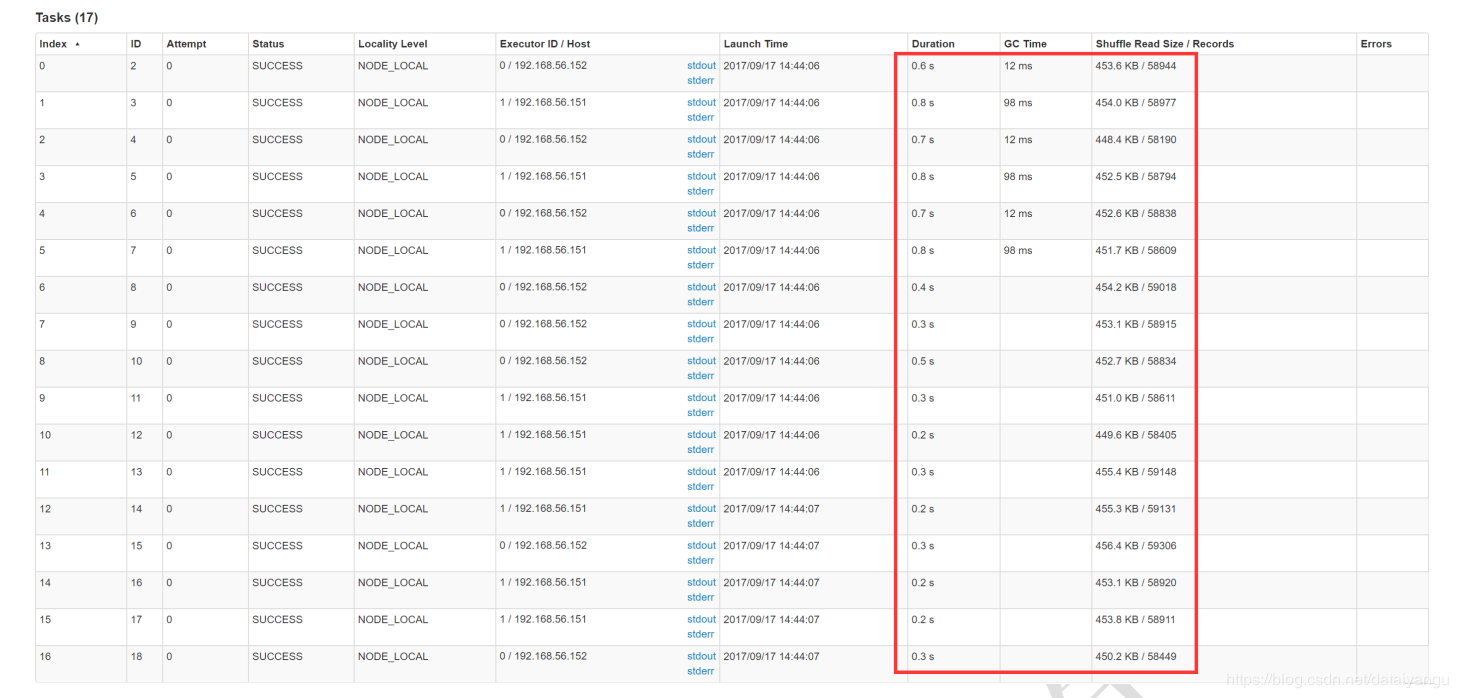 Tasks (17)
Index ▲ ID Attempt Status Locality Level Executor ID / Host Launch Time Duration GC Time Shuffle Read Size / Records Errors
0 2 0 SUCCESS NODE_LOCAL 0 / 192.168.56.152 stdout 2017/09/17 14:44:06 0.6 s 12 ms 453.6 KB / 58944
stderr
1 3 0 SUCCESS NODE_LOCAL 1 / 192.168.56.151 stdout 2017/09/17 14:44:06 0.8 s 98 ms 454.0 KB / 58977
stderr
2 4 0 SUCCESS NODE_LOCAL 0 / 192.168.56.152 stdout 2017/09/17 14:44:06 0.7 s 12 ms 448.4 KB / 58190
stderr
3 5 0 SUCCESS NODE_LOCAL 1 / 192.168.56.151 stdout 2017/09/17 14:44:06 0.8 s 98 ms 452.5 KB / 58794
stderr
4 6 0 SUCCESS NODE_LOCAL 0 / 192.168.56.152 stdout 2017/09/17 14:44:06 0.7 s 12 ms 452.6 KB / 58838
stderr
5 7 0 SUCCESS NODE_LOCAL 1 / 192.168.56.151 stdout 2017/09/17 14:44:06 0.8 s 98 ms 451.7 KB / 58609
stderr
6 8 0 SUCCESS NODE_LOCAL 0 / 192.168.56.152 stdout 2017/09/17 14:44:06 0.4 s 454.2 KB / 59018
stderr
7 9 0 SUCCESS NODE_LOCAL 0 / 192.168.56.152 stdout 2017/09/17 14:44:06 0.3 s 453.1 KB / 58915
stderr
8 10 0 SUCCESS NODE_LOCAL 0 / 192.168.56.152 stdout 2017/09/17 14:44:06 0.5 s 452.7 KB / 58834
stderr
9 11 0 SUCCESS NODE_LOCAL 1 / 192.168.56.151 stdout 2017/09/17 14:44:06 0.3 s 451.0 KB / 58611
stderr
10 12 0 SUCCESS NODE_LOCAL 1 / 192.168.56.151 stdout 2017/09/17 14:44:06 0.2 s 449.6 KB / 58405
stderr
11 13 0 SUCCESS NODE_LOCAL 1 / 192.168.56.151 stdout 2017/09/17 14:44:06 0.3 s 455.4 KB / 59148
stderr
12 14 0 SUCCESS NODE_LOCAL 1 / 192.168.56.151 stdout 2017/09/17 14:44:07 0.2 s 455.3 KB / 59131
stderr
13 15 0 SUCCESS NODE_LOCAL 0 / 192.168.56.152 stdout 2017/09/17 14:44:07 0.3 s 456.4 KB / 59306
stderr
14 16 0 SUCCESS NODE_LOCAL 1 / 192.168.56.151 stdout 2017/09/17 14:44:07 0.2 s 453.1 KB / 58920
stderr
15 17 0 SUCCESS NODE_LOCAL 1 / 192.168.56.151 stdout 2017/09/17 14:44:07 0.2 s 453.8 KB / 58911
stderr
16 18 0 SUCCESS NODE_LOCAL 0 / 192.168.56.152 stdout 2017/09/17 14:44:07 0.3 s 450.2 KB / 58449
stderr
https://blog.csdn.net/dataiyangu